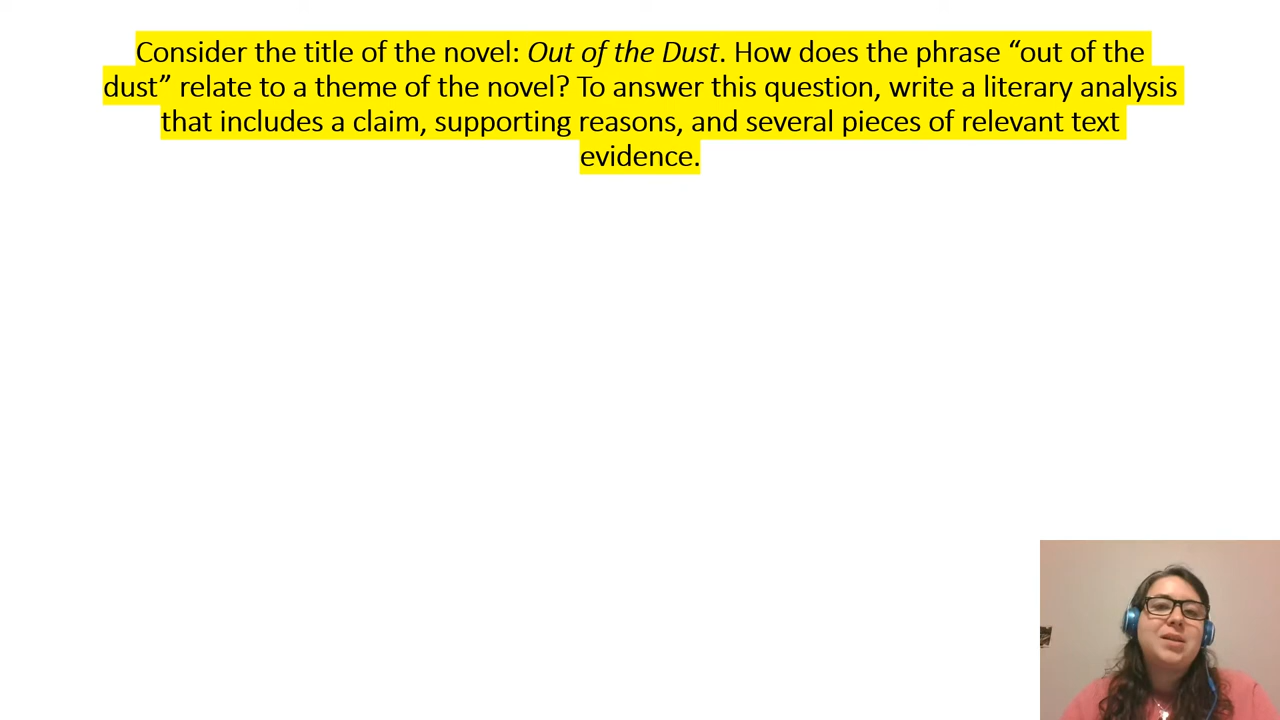 Consider the title of the novel: Out of the Dust. How does the phrase “out of the
dust” relate to a theme of the novel? To answer this question, write a literary analysis
that includes a claim, supporting reasons, and several pieces of relevant text
evidence.